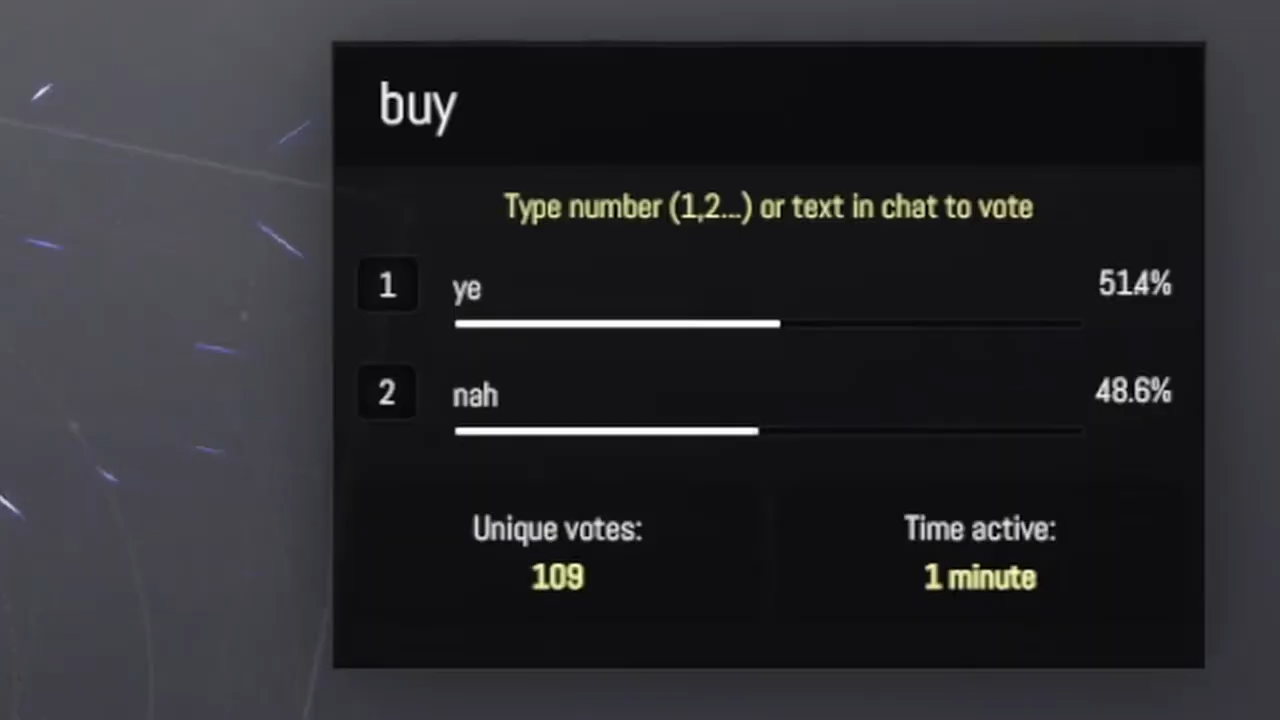 buy
Type number (1,2...) or text in chat to vote
1 ye 51.4%
2 nah 48.6%
Unique votes: Time active:
109 1 minute